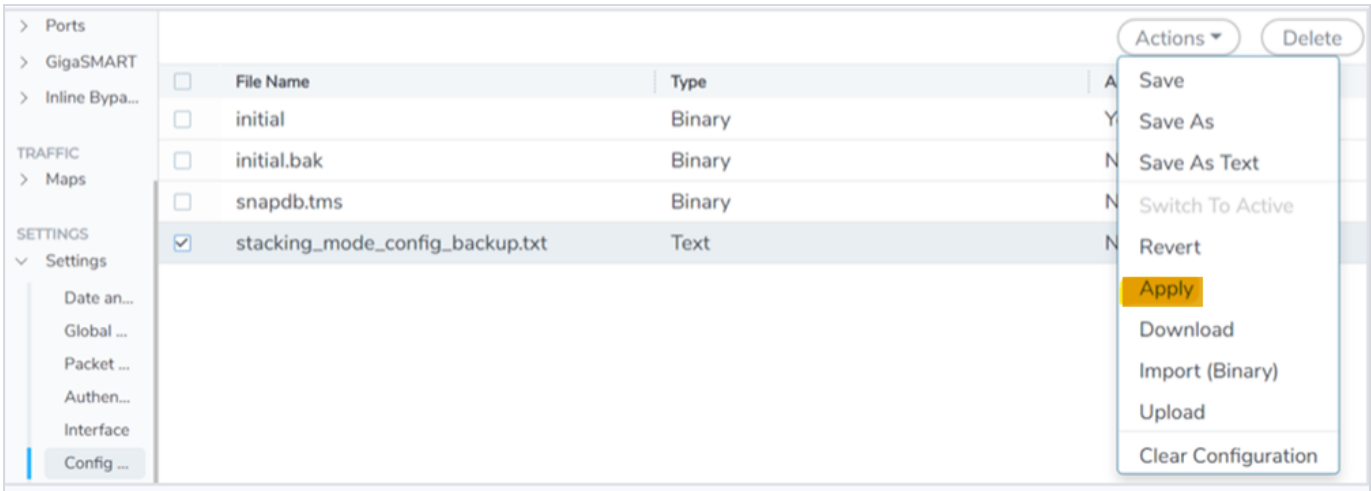 Ports
GigaSMART
Inline Bypa...
TRAFFIC
Maps
SETTINGS
Settings
Date an...
Global ...
Packet ...
Authen...
Interface
Config ...
Actions Delete
File Name Type A
initial Binary Y
initial.bak Binary N
snapdb.tms Binary N
stacking_mode_config_backup.txt Text N
Save
Save As
Save As Text
Switch To Active
Revert
Apply
Download
Import (Binary)
Upload
Clear Configuration